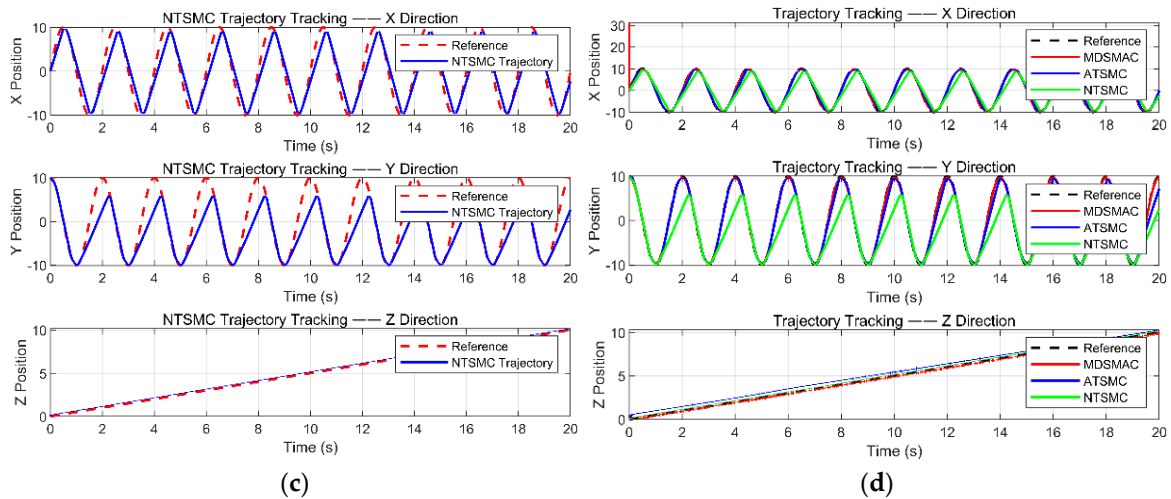 NTSMC Trajectory Tracking —— X Direction
10
0
-10
X Position
Reference
NTSMC Trajectory
0 2 4 6 8 10 12 14 16 18 20
Time (s)
NTSMC Trajectory Tracking —— Y Direction
10
0
-10
Y Position
Reference
NTSMC Trajectory
0 2 4 6 8 10 12 14 16 18 20
Time (s)
NTSMC Trajectory Tracking —— Z Direction
10
5
0
Z Position
Reference
NTSMC Trajectory
0 2 4 6 8 10 12 14 16 18 20
Time (s)
(c)
Trajectory Tracking —— X Direction
30
20
10
0
-10
X Position
Reference
MDSMAC
ATSMC
NTSMC
0 2 4 6 8 10 12 14 16 18 20
Time (s)
Trajectory Tracking —— Y Direction
10
0
-10
Y Position
Reference
MDSMAC
ATSMC
NTSMC
0 2 4 6 8 10 12 14 16 18 20
Time (s)
Trajectory Tracking —— Z Direction
10
5
0
Z Position
Reference
MDSMAC
ATSMC
NTSMC
0 2 4 6 8 10 12 14 16 18 20
Time (s)
(d)